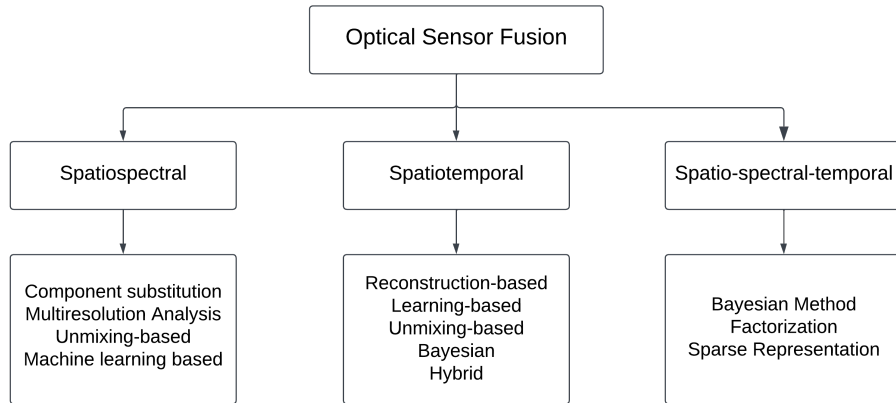 Optical Sensor Fusion
Spatiospectral
Spatiotemporal
Spatio-spectral-temporal
Component substitution
Multiresolution Analysis
Unmixing-based
Machine learning based
Reconstruction-based
Learning-based
Unmixing-based
Bayesian
Hybrid
Bayesian Method
Factorization
Sparse Representation